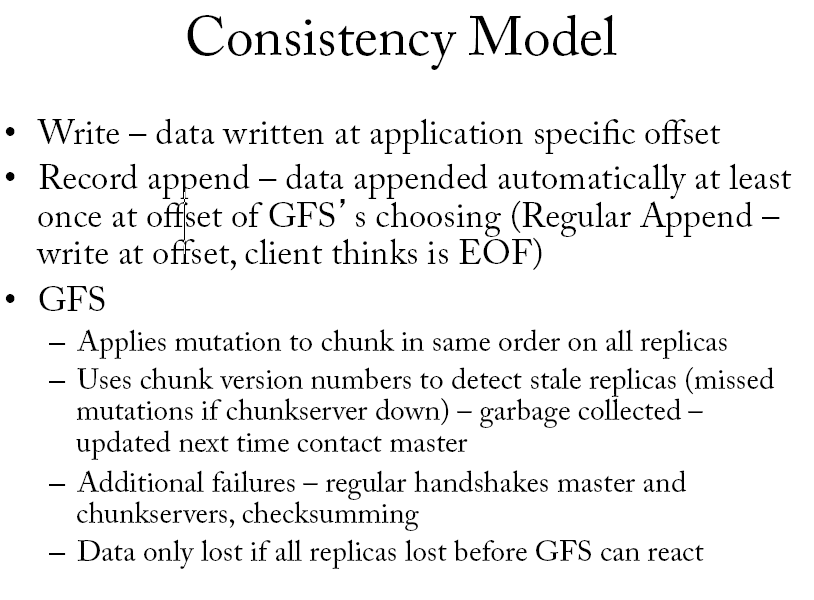 Consistency Model
• Write – data written at application specific offset
• Record append – data appended automatically at least
once at offset of GFS’s choosing (Regular Append –
write at offset, client thinks is EOF)
• GFS
– Applies mutation to chunk in same order on all replicas
– Uses chunk version numbers to detect stale replicas (missed
mutations if chunkserver down) – garbage collected –
updated next time contact master
– Additional failures – regular handshakes master and
chunkservers, checksumming
– Data only lost if all replicas lost before GFS can react